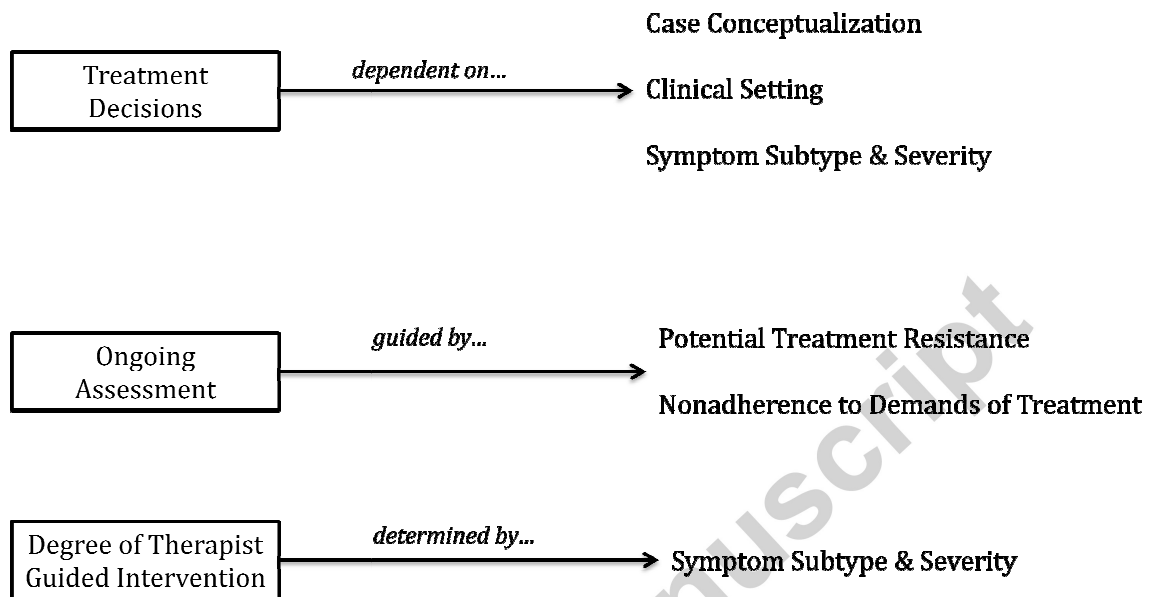 Case Conceptualization
Treatment
Decisions
dependent on...
Clinical Setting
Symptom Subtype & Severity
Ongoing
Assessment
guided by...
Potential Treatment Resistance
Nonadherence to Demands of Treatment
Degree of Therapist
Guided Intervention
determined by...
Symptom Subtype & Severity